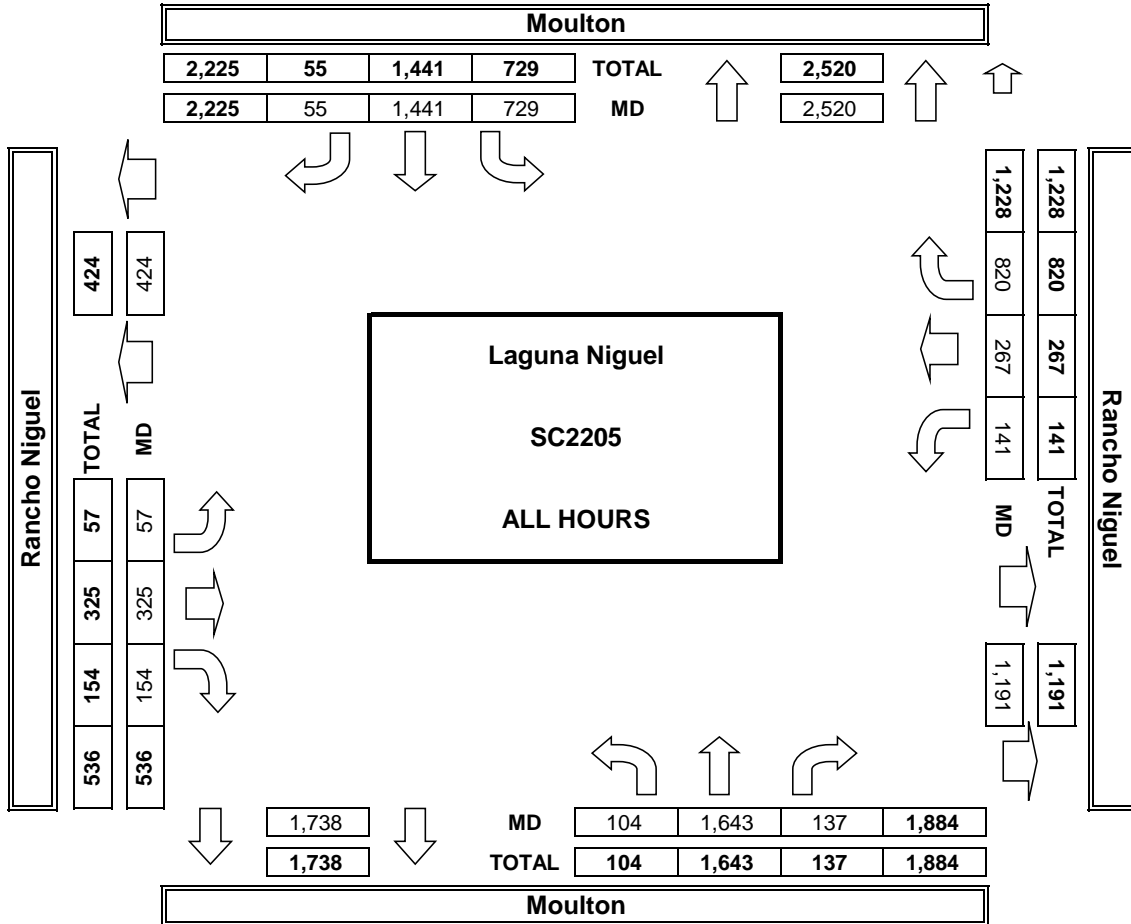 Moulton
2,225 55 1,441 729 TOTAL 2,520
2,225 55 1,441 729 MD 2,520
Rancho Niguel
TOTAL 424
MD 424
57 325 154 536
57 325 154 536
Laguna Niguel
SC2205
ALL HOURS
1,228 820 267 141 MD 1,191
1,228 820 267 141 TOTAL 1,191
Rancho Niguel
1,738 MD 104 1,643 137 1,884
1,738 TOTAL 104 1,643 137 1,884
Moulton